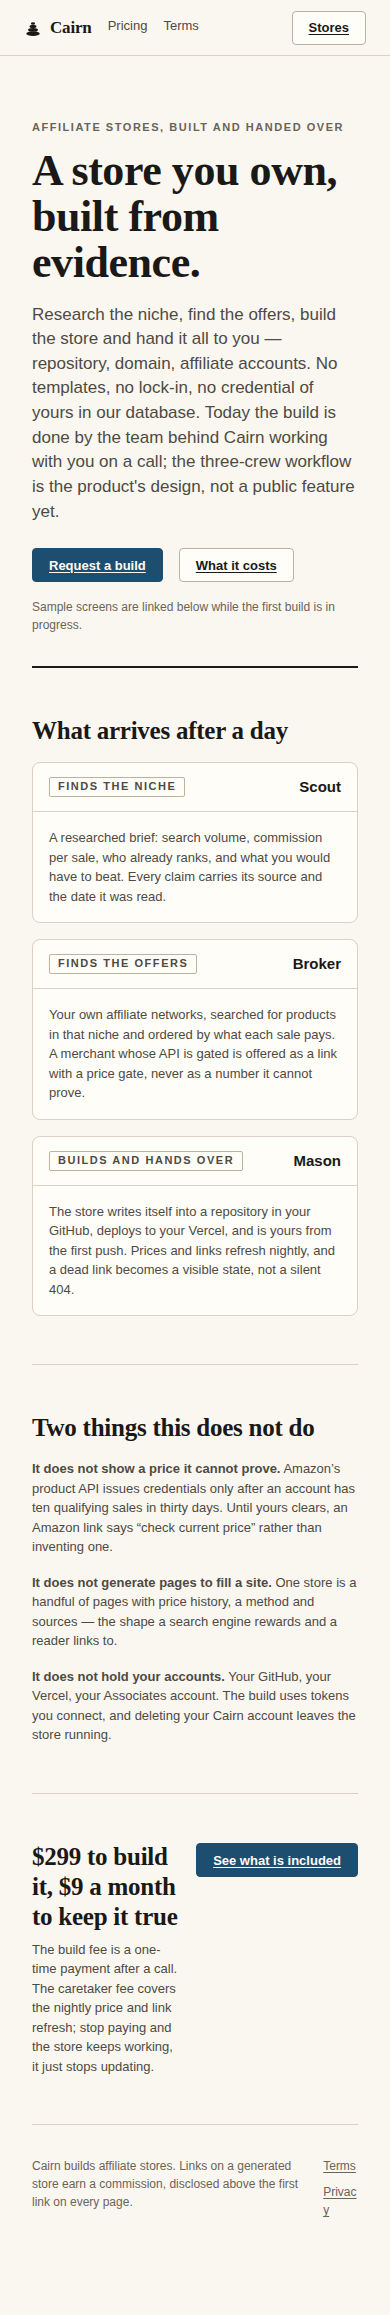 Cairn Pricing Terms Stores
AFFILIATE STORES, BUILT AND HANDED OVER
A store you own,
built from
evidence.
Research the niche, find the offers, build
the store and hand it all to you —
repository, domain, affiliate accounts. No
templates, no lock-in, no credential of
yours in our database. Today the build is
done by the team behind Cairn working
with you on a call; the three-crew workflow
is the product's design, not a public feature
yet.
Request a build What it costs
Sample screens are linked below while the first build is in
progress.
What arrives after a day
FINDS THE NICHE Scout
A researched brief: search volume, commission
per sale, who already ranks, and what you would
have to beat. Every claim carries its source and
the date it was read.
FINDS THE OFFERS Broker
Your own affiliate networks, searched for products
in that niche and ordered by what each sale pays.
A merchant whose API is gated is offered as a link
with a price gate, never as a number it cannot
prove.
BUILDS AND HANDS OVER Mason
The store writes itself into a repository in your
GitHub, deploys to your Vercel, and is yours from
the first push. Prices and links refresh nightly, and
a dead link becomes a visible state, not a silent
404.
Two things this does not do
It does not show a price it cannot prove. Amazon’s
product API issues credentials only after an account has
ten qualifying sales in thirty days. Until yours clears, an
Amazon link says “check current price” rather than
inventing one.
It does not generate pages to fill a site. One store is a
handful of pages with price history, a method and
sources — the shape a search engine rewards and a
reader links to.
It does not hold your accounts. Your GitHub, your
Vercel, your Associates account. The build uses tokens
you connect, and deleting your Cairn account leaves the
store running.
$299 to build
it, $9 a month
to keep it true
See what is included
The build fee is a one-
time payment after a call.
The caretaker fee covers
the nightly price and link
refresh; stop paying and
the store keeps working,
it just stops updating.
Cairn builds affiliate stores. Links on a generated
store earn a commission, disclosed above the first
link on every page.
Terms
Privac
y